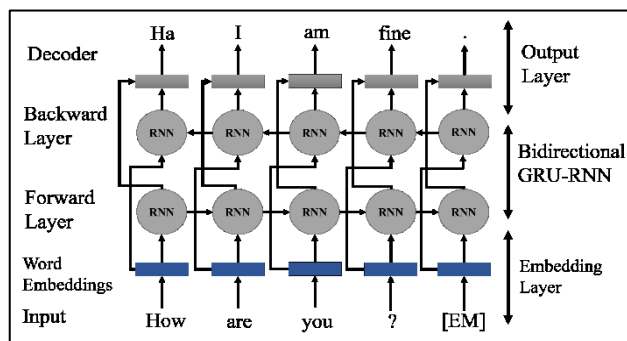 Ha I am fine .
Decoder
Output
Layer
Backward
Layer
RNN RNN RNN RNN RNN
Bidirectional
GRU-RNN
Forward
Layer
RNN RNN RNN RNN RNN
Word
Embeddings
Embedding
Layer
Input
How are you ? [EM]